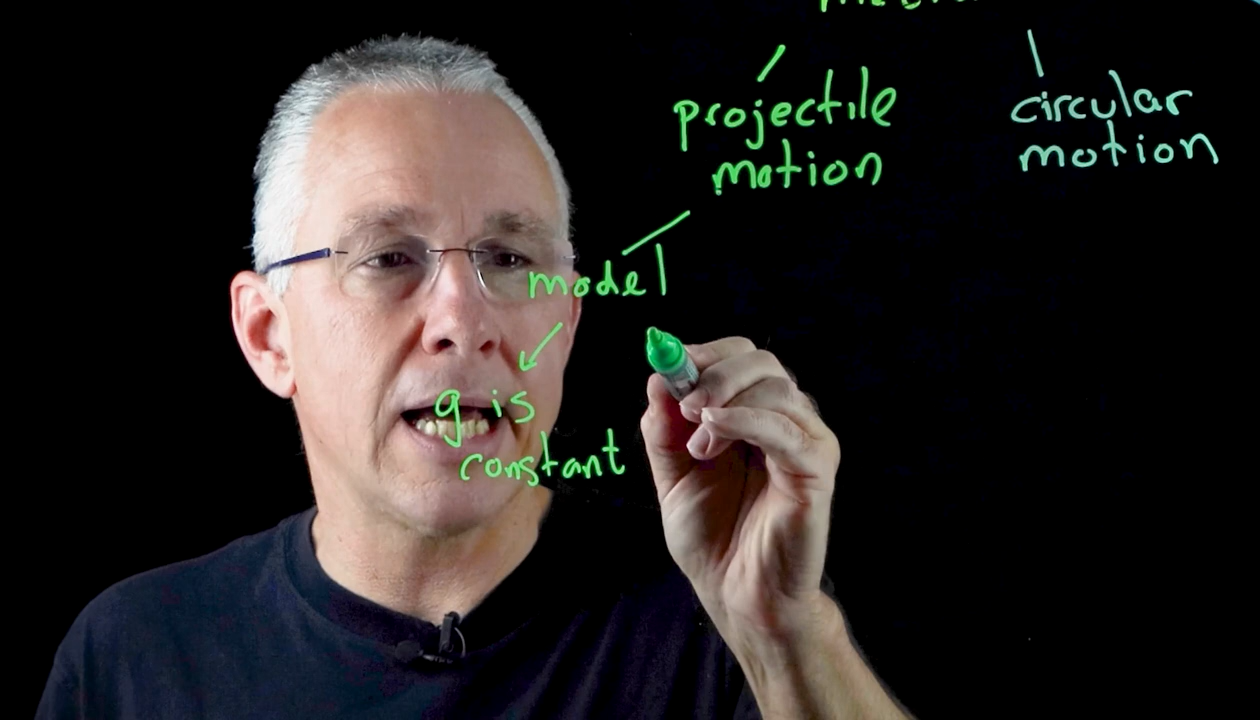 projectile
motion
circular
motion
model
g is
constant